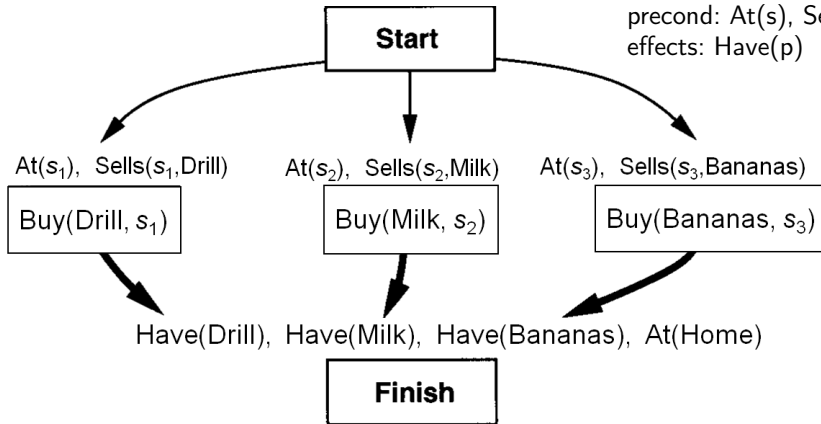 precond: At(s), Se
effects: Have(p)
Start
At(s₁), Sells(s₁,Drill)
At(s₂), Sells(s₂,Milk)
At(s₃), Sells(s₃,Bananas)
Buy(Drill, s₁)
Buy(Milk, s₂)
Buy(Bananas, s₃)
Have(Drill), Have(Milk), Have(Bananas), At(Home)
Finish